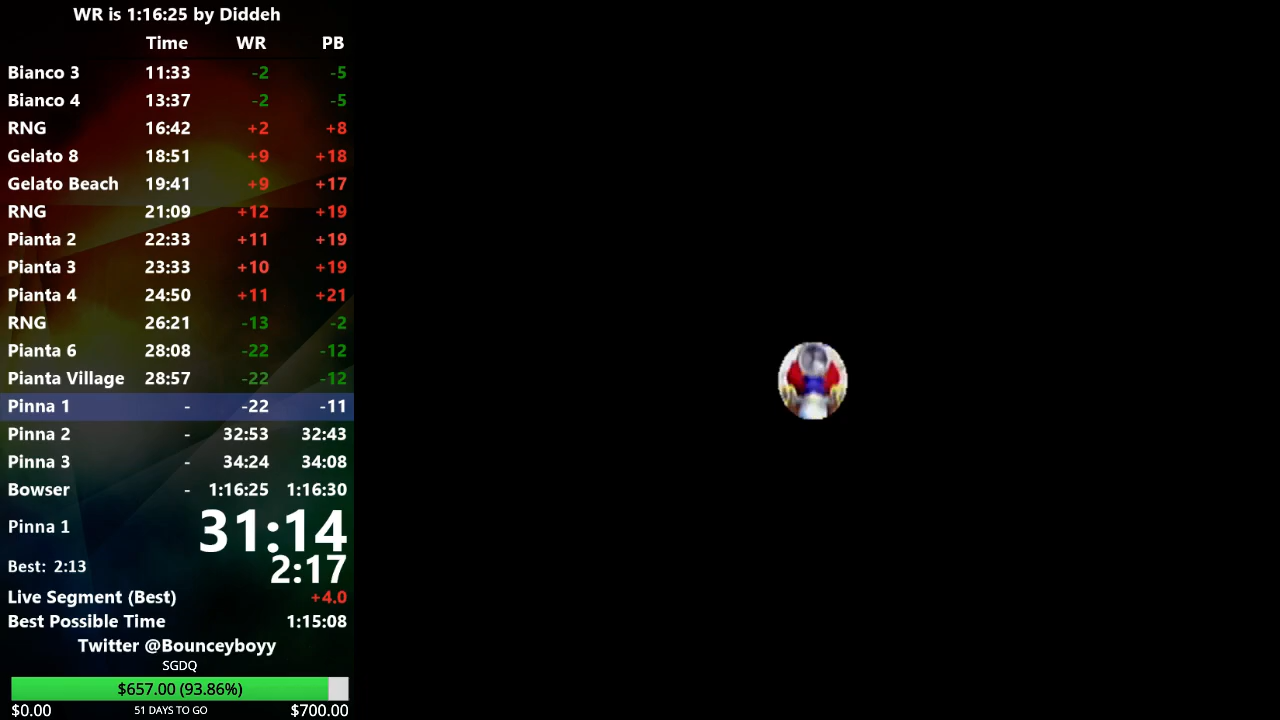 WR is 1:16:25 by Diddeh
Time WR PB
Bianco 3 11:33 -2 -5
Bianco 4 13:37 -2 -5
RNG 16:42 +2 +8
Gelato 8 18:51 +9 +18
Gelato Beach 19:41 +9 +17
RNG 21:09 +12 +19
Pianta 2 22:33 +11 +19
Pianta 3 23:33 +10 +19
Pianta 4 24:50 +11 +21
RNG 26:21 -13 -2
Pianta 6 28:08 -22 -12
Pianta Village 28:57 -22 -12
Pinna 1 - -22 -11
Pinna 2 - 32:53 32:43
Pinna 3 - 34:24 34:08
Bowser - 1:16:25 1:16:30
Pinna 1 31:14
Best: 2:13 2:17
Live Segment (Best) +4.0
Best Possible Time 1:15:08
Twitter @Bounceyboyy
SGDQ
$657.00 (93.86%)
$0.00 51 DAYS TO GO $700.00